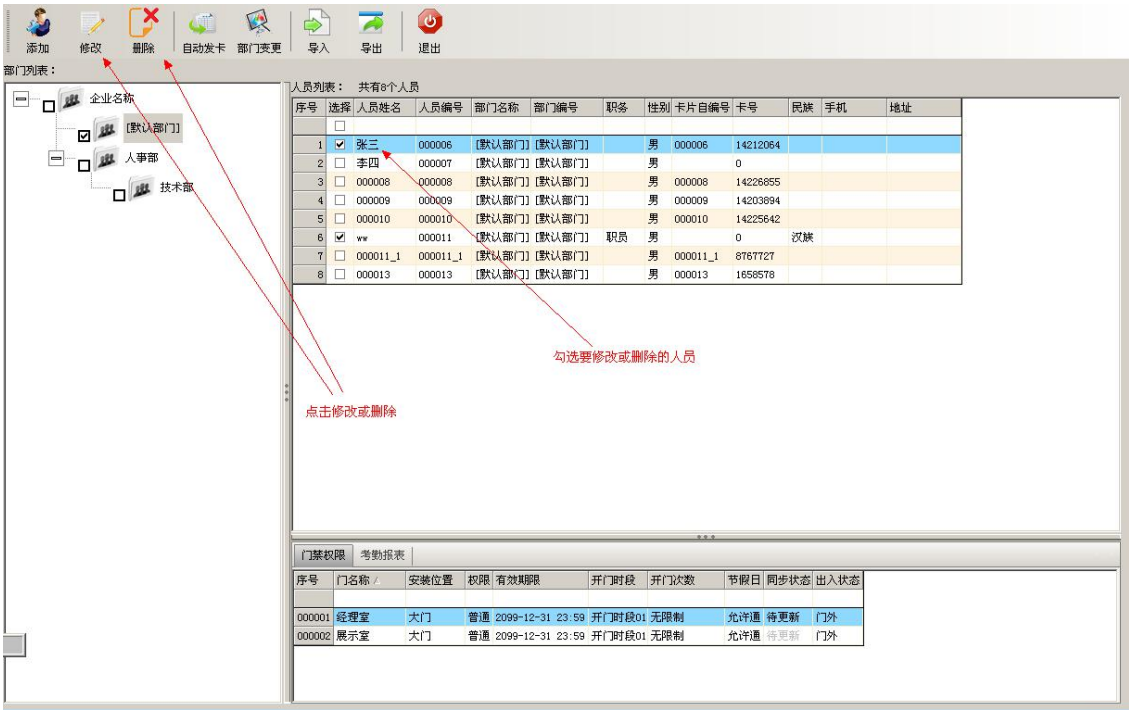 添加 修改 删除 自动发卡 部门变更 导入 导出 退出
部门列表：
企业名称
[默认部门]
人事部
技术部
人员列表： 共有8个人员
序号 选择 人员姓名 人员编号 部门名称 部门编号 职务 性别 卡片自编号 卡号 民族 手机 地址
1 张三 000006 [默认部门] [默认部门] 男 000006 14212064
2 李四 000007 [默认部门] [默认部门] 男 0
3 000008 000008 [默认部门] [默认部门] 男 000008 14226855
4 000009 000009 [默认部门] [默认部门] 男 000009 14203894
5 000010 000010 [默认部门] [默认部门] 男 000010 14225642
6 ww 000011 [默认部门] [默认部门] 职员 男 0 汉族
7 000011_1 000011_1 [默认部门] [默认部门] 男 000011_1 8767727
8 000013 000013 [默认部门] [默认部门] 男 000013 1658578
勾选要修改或删除的人员
点击修改或删除
门禁权限 考勤报表
序号 门名称 安装位置 权限 有效期限 开门时段 开门次数 节假日 同步状态 出入状态
000001 经理室 大门 普通 2099-12-31 23:59 开门时段01 无限制 允许通 待更新 门外
000002 展示室 大门 普通 2099-12-31 23:59 开门时段01 无限制 允许通 待更新 门外